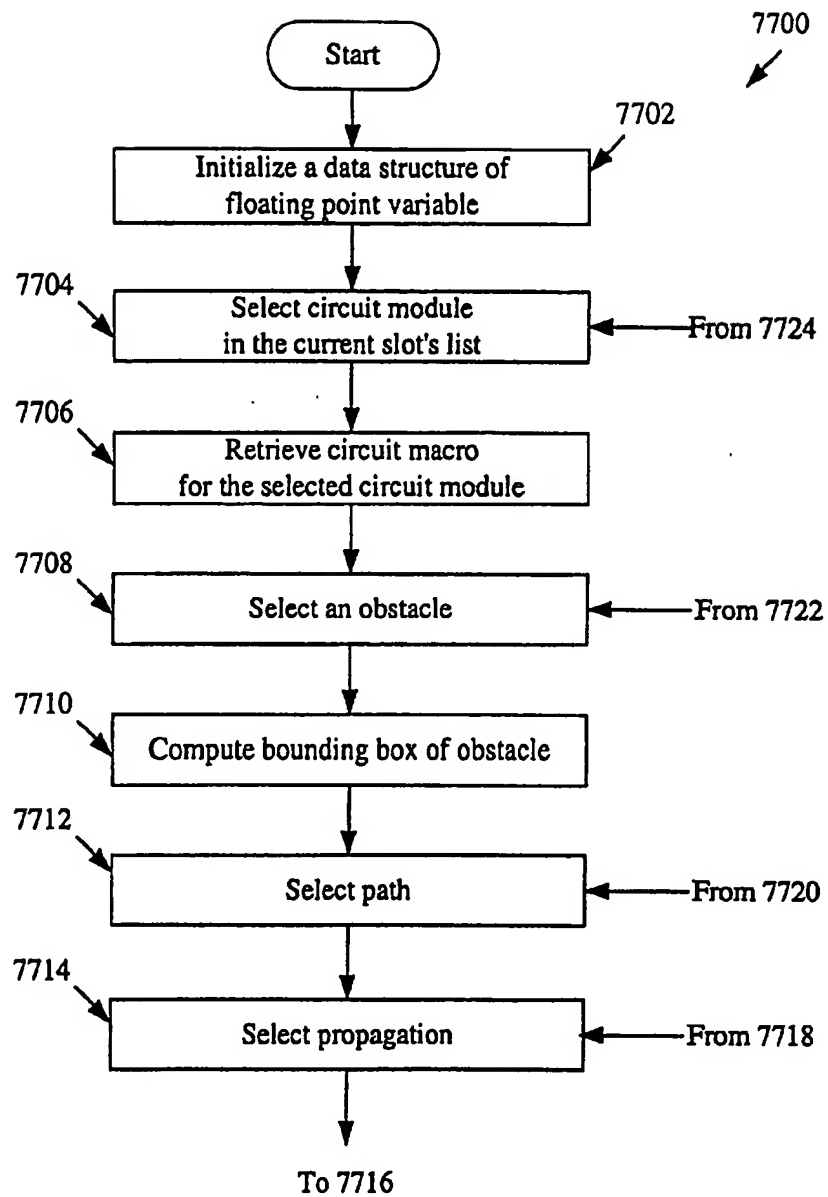 7700
Start
7702
Initialize a data structure of
floating point variable
7704
Select circuit module
in the current slot's list
From 7724
7706
Retrieve circuit macro
for the selected circuit module
7708
Select an obstacle
From 7722
7710
Compute bounding box of obstacle
7712
Select path
From 7720
7714
Select propagation
From 7718
To 7716